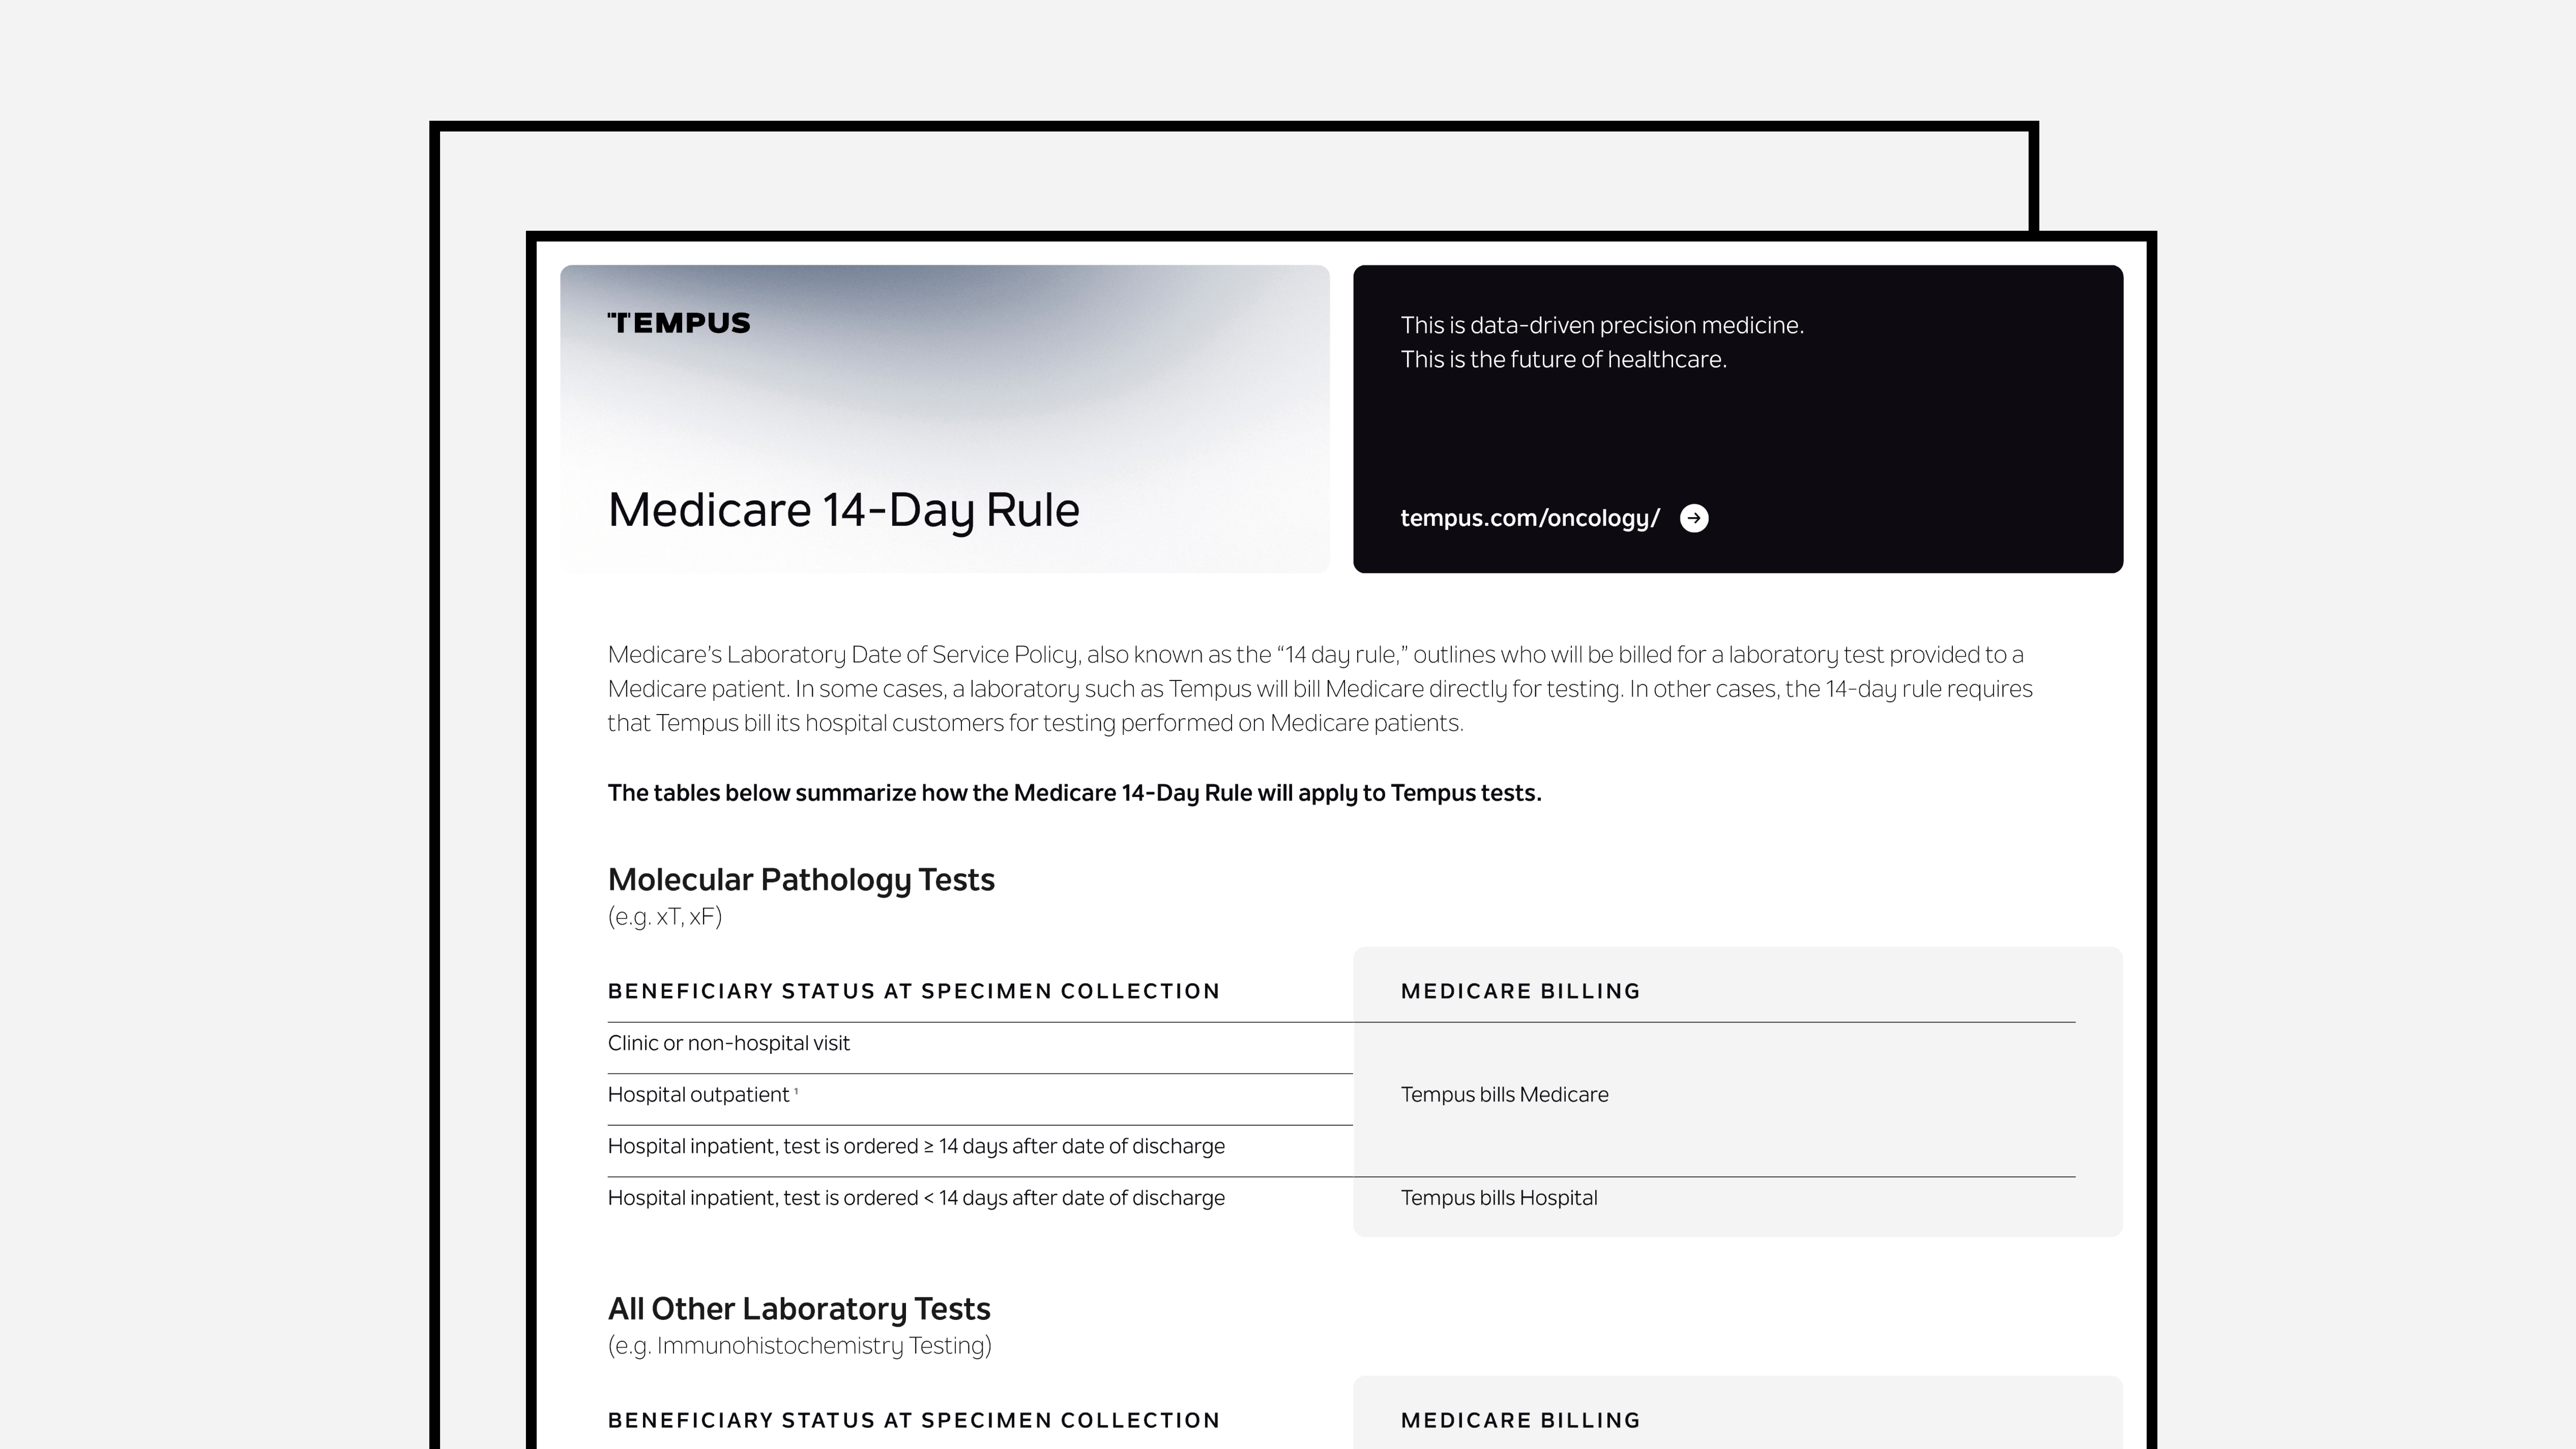 TEMPUS
Medicare 14-Day Rule
This is data-driven precision medicine.
This is the future of healthcare.
tempus.com/oncology/
Medicare’s Laboratory Date of Service Policy, also known as the “14 day rule,” outlines who will be billed for a laboratory test provided to a
Medicare patient. In some cases, a laboratory such as Tempus will bill Medicare directly for testing. In other cases, the 14-day rule requires
that Tempus bill its hospital customers for testing performed on Medicare patients.
The tables below summarize how the Medicare 14-Day Rule will apply to Tempus tests.
Molecular Pathology Tests
(e.g. xT, xF)
BENEFICIARY STATUS AT SPECIMEN COLLECTION
MEDICARE BILLING
Clinic or non-hospital visit
Hospital outpatient ¹
Tempus bills Medicare
Hospital inpatient, test is ordered ≥ 14 days after date of discharge
Hospital inpatient, test is ordered < 14 days after date of discharge
Tempus bills Hospital
All Other Laboratory Tests
(e.g. Immunohistochemistry Testing)
BENEFICIARY STATUS AT SPECIMEN COLLECTION
MEDICARE BILLING